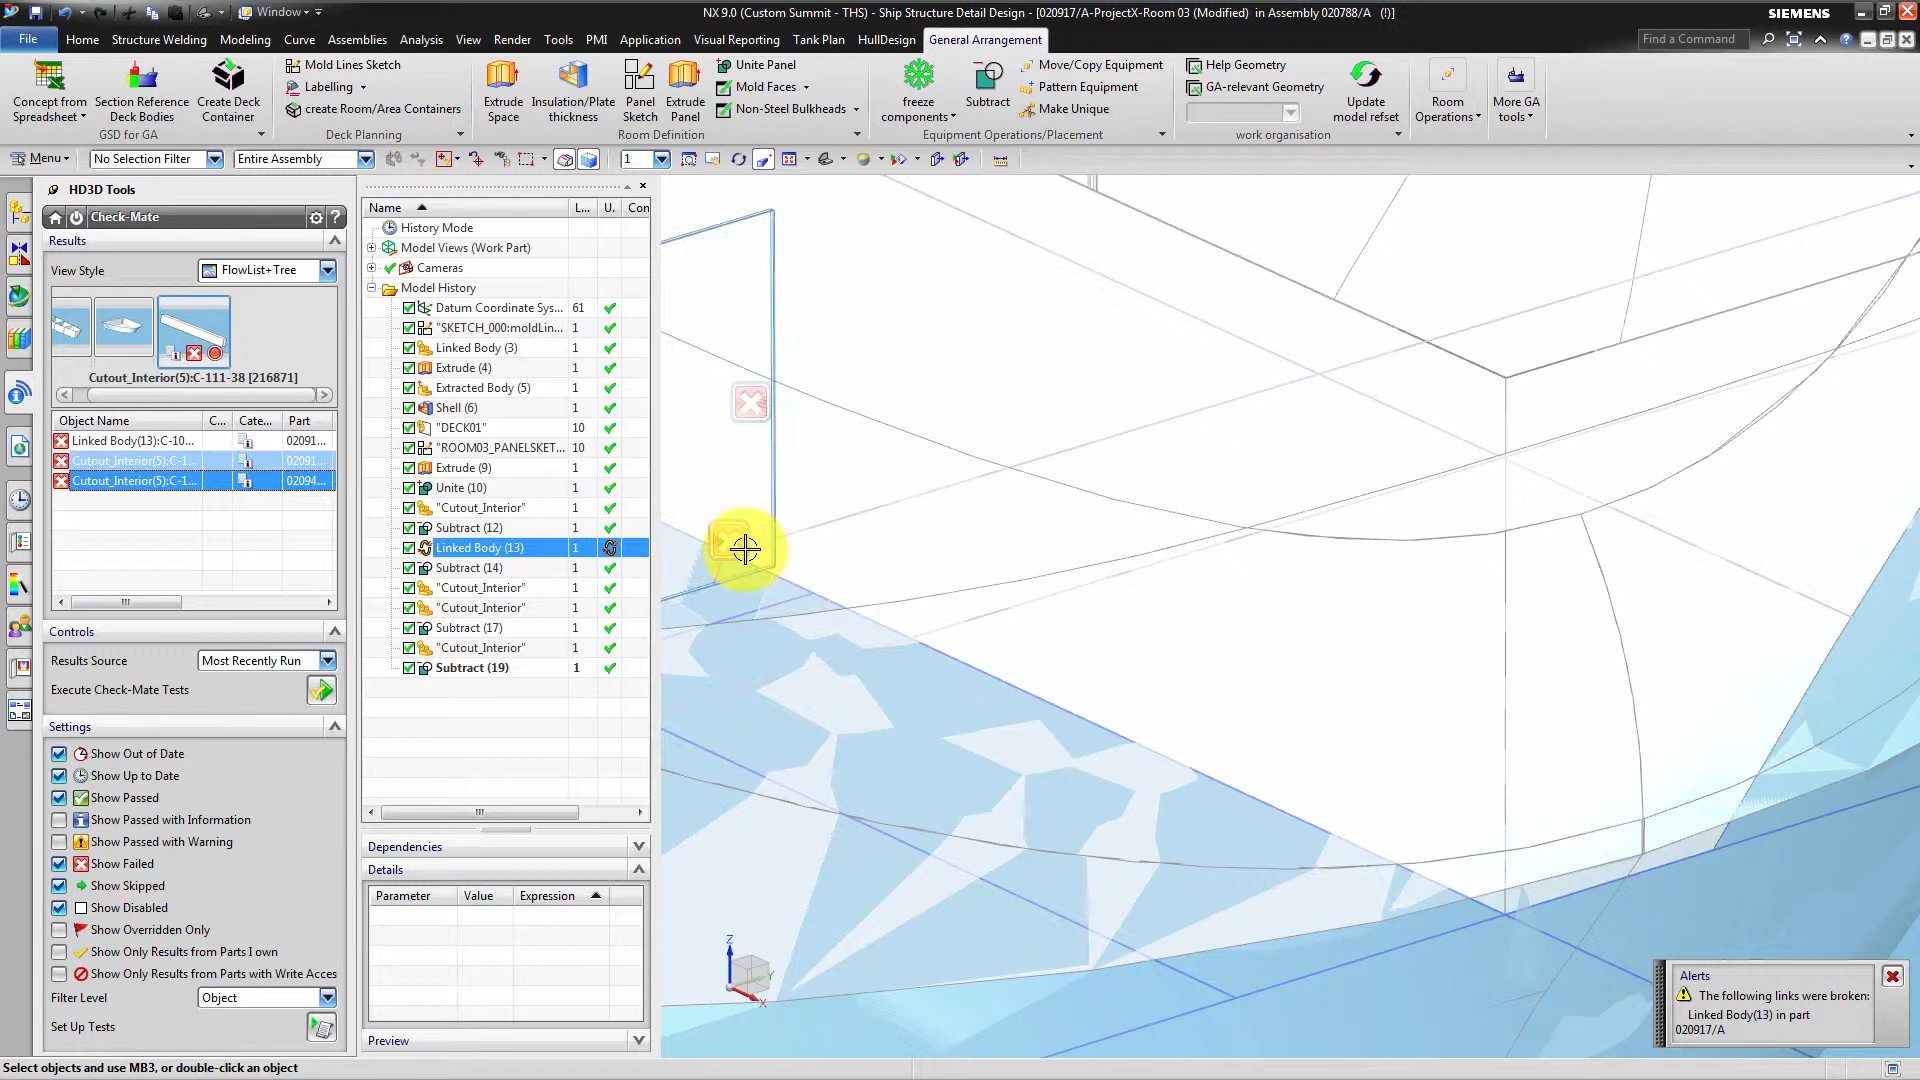 Window
NX 9.0 (Custom Summit - THS) - Ship Structure Detail Design - [020917/A-ProjectX-Room 03 (Modified)  in Assembly 020788/A  (!)]
SIEMENS
File
Home
Structure Welding
Modeling
Curve
Assemblies
Analysis
View
Render
Tools
PMI
Application
Visual Reporting
Tank Plan
HullDesign
General Arrangement
Find a Command
Concept from Spreadsheet
Section Reference Deck Bodies
Create Deck Container
GSD for GA
Mold Lines Sketch
Labelling
create Room/Area Containers
Deck Planning
Extrude Space
Insulation/Plate thickness
Panel Sketch
Extrude Panel
Unite Panel
Mold Faces
Non-Steel Bulkheads
Room Definition
freeze components
Subtract
Move/Copy Equipment
Pattern Equipment
Make Unique
Equipment Operations/Placement
Help Geometry
GA-relevant Geometry
Update model refset
work organisation
Room Operations
More GA tools
Menu
No Selection Filter
Entire Assembly
1
HD3D Tools
Check-Mate
Results
View Style
FlowList+Tree
Cutout_Interior(5):C-111-38 [216871]
Object Name
C...
Cate...
Part
Linked Body(13):C-10...
02091...
Cutout_Interior(5):C-1...
02091...
Cutout_Interior(5):C-1...
02094...
Controls
Results Source
Most Recently Run
Execute Check-Mate Tests
Settings
Show Out of Date
Show Up to Date
Show Passed
Show Passed with Information
Show Passed with Warning
Show Failed
Show Skipped
Show Disabled
Show Overridden Only
Show Only Results from Parts I own
Show Only Results from Parts with Write Acces
Filter Level
Object
Set Up Tests
Name
L...
U.
Con
History Mode
Model Views (Work Part)
Cameras
Model History
Datum Coordinate Sys...
61
"SKETCH_000:moldLin...
1
Linked Body (3)
1
Extrude (4)
1
Extracted Body (5)
1
Shell (6)
1
"DECK01"
10
"ROOM03_PANELSKET...
10
Extrude (9)
1
Unite (10)
1
"Cutout_Interior"
1
Subtract (12)
1
Linked Body (13)
1
Subtract (14)
1
"Cutout_Interior"
1
"Cutout_Interior"
1
Subtract (17)
1
"Cutout_Interior"
1
Subtract (19)
1
Dependencies
Details
Parameter
Value
Expression
Preview
Z
Y
X
Alerts
The following links were broken:
Linked Body(13) in part
020917/A
Select objects and use MB3, or double-click an object